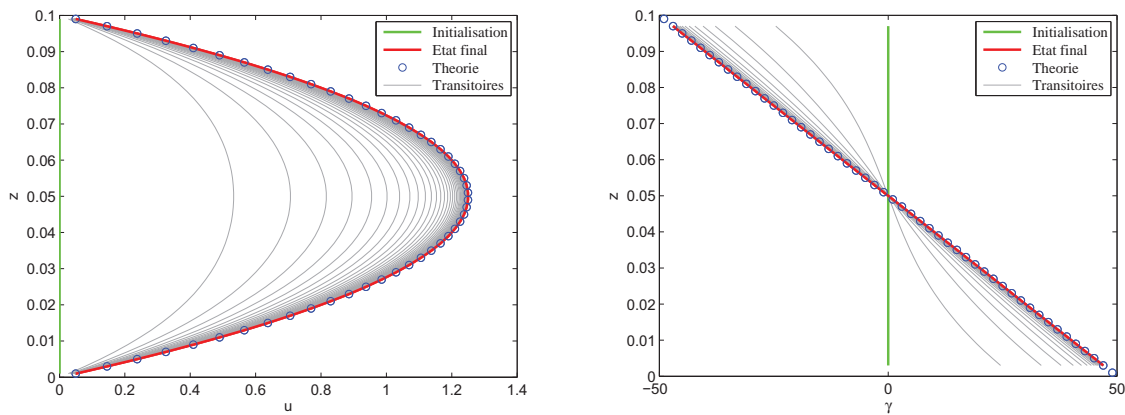 0.1
0.09
0.08
0.07
0.06
0.05
0.04
0.03
0.02
0.01
0
z
0 0.2 0.4 0.6 0.8 1 1.2 1.4
u
Initialisation
Etat final
Theorie
Transitoires
0.1
0.09
0.08
0.07
0.06
0.05
0.04
0.03
0.02
0.01
0
z
−50 0 50
γ
Initialisation
Etat final
Theorie
Transitoires